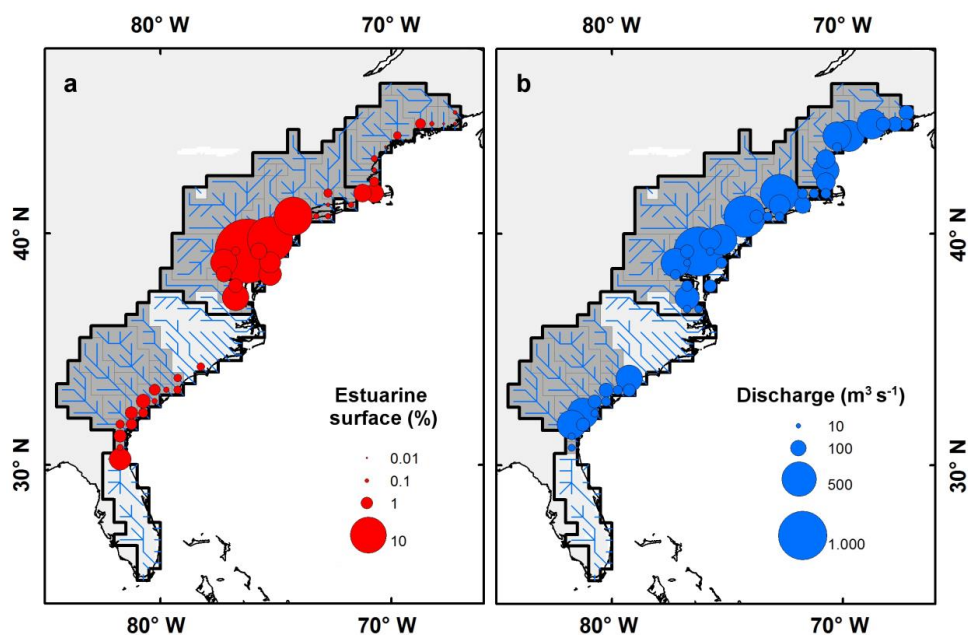 80° W 70° W 80° W 70° W
a b
40° N 40° N
Estuarine
surface (%)
0.01
0.1
1
10
Discharge (m³ s⁻¹)
10
100
500
1.000
30° N 30° N
80° W 70° W 80° W 70° W